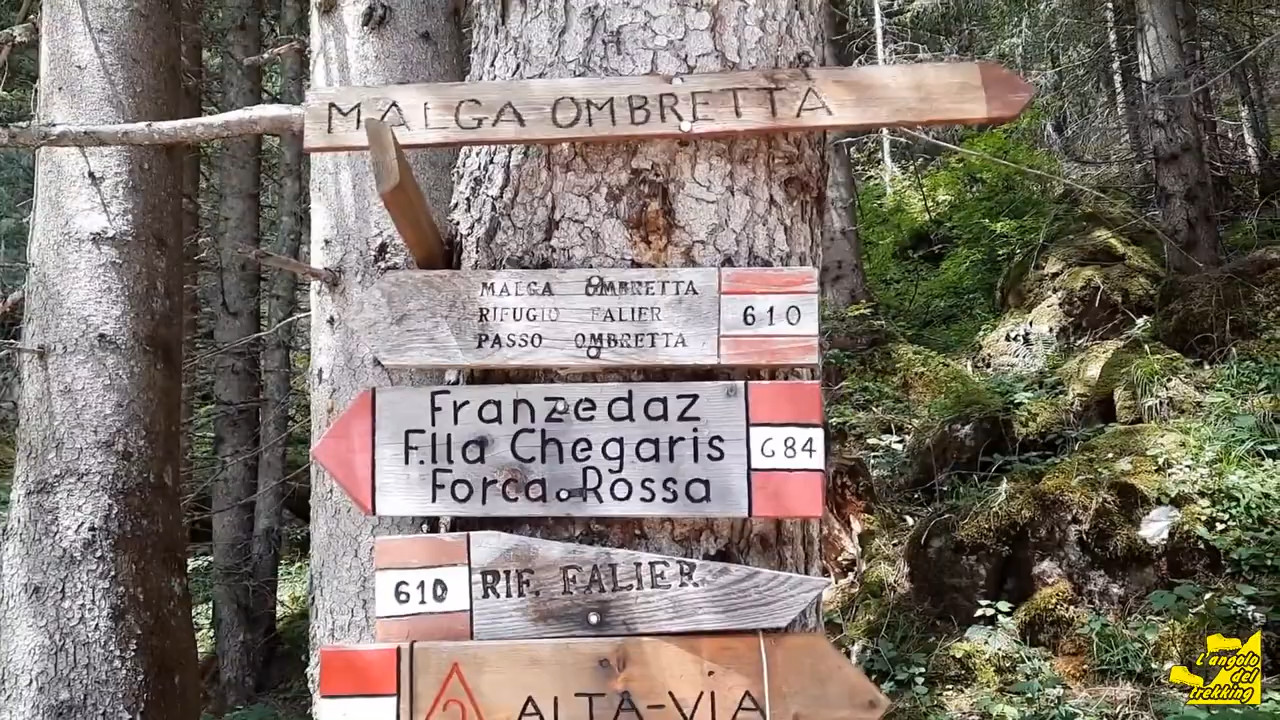 MALGA OMBRETTA
MALGA OMBRETTA
RIFUGIO FALIER
PASSO OMBRETTA
610
Franzedaz
F.lla Chegaris
Forca Rossa
684
610
RIF. FALIER
2
ALTA-VIA
L'angolo
del
trekking